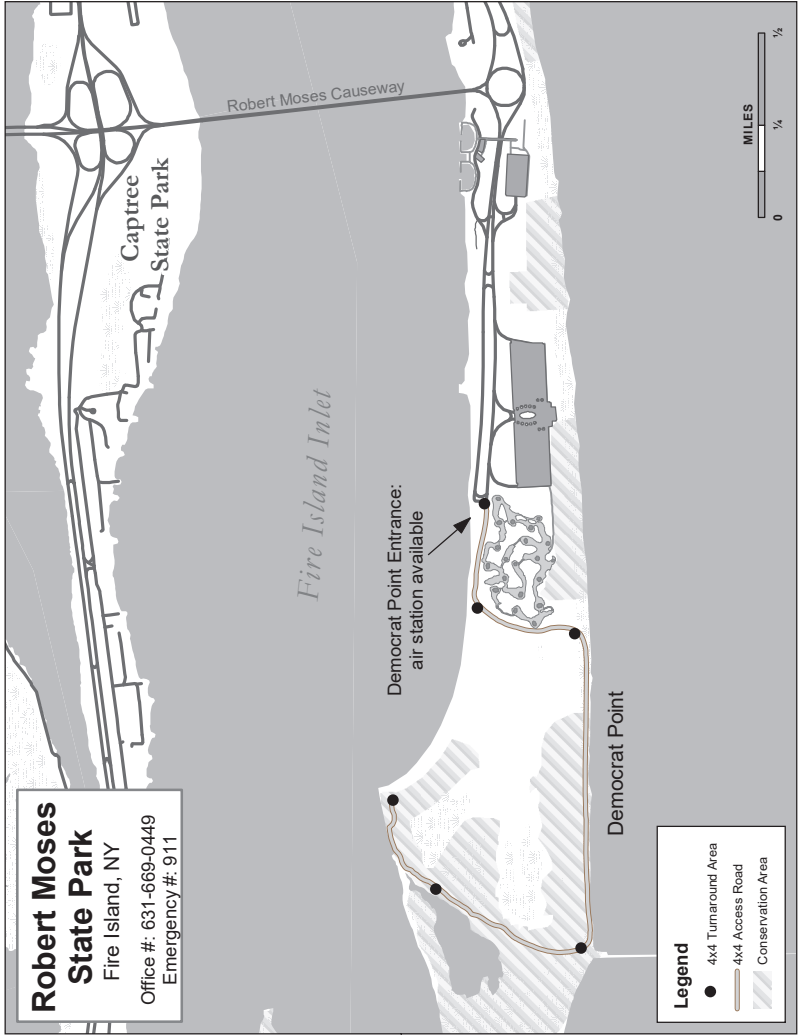 Robert Moses
State Park
Fire Island, NY
Office #: 631-669-0449
Emergency #: 911
Captree
State Park
Robert Moses Causeway
Fire Island Inlet
Democrat Point Entrance:
air station available
Democrat Point
Legend
4x4 Turnaround Area
4x4 Access Road
Conservation Area
MILES
0 ¼ ½